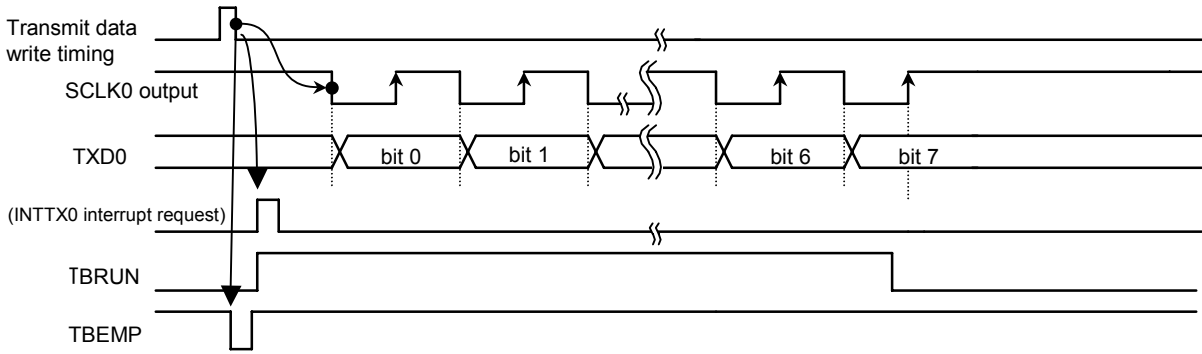 Transmit data
write timing
SCLK0 output
TXD0
bit 0
bit 1
bit 6
bit 7
(INTTX0 interrupt request)
TBRUN
TBEMP